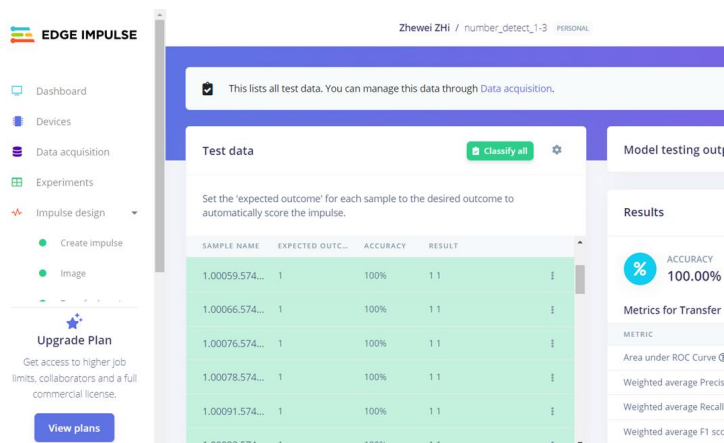 EDGE IMPULSE
Zhewei ZHi / number_detect_1-3 PERSONAL
Dashboard
Devices
Data acquisition
Experiments
Impulse design
Create impulse
Image
Upgrade Plan
Get access to higher job
limits, collaborators and a full
commercial license.
View plans
This lists all test data. You can manage this data through Data acquisition.
Test data
Classify all
Set the 'expected outcome' for each sample to the desired outcome to
automatically score the impulse.
SAMPLE NAME EXPECTED OUTC... ACCURACY RESULT
1.00059.574... 1 100% 1 1
1.00066.574... 1 100% 1 1
1.00076.574... 1 100% 1 1
1.00078.574... 1 100% 1 1
1.00091.574... 1 100% 1 1
Model testing outp
Results
%
ACCURACY
100.00%
Metrics for Transfer
METRIC
Area under ROC Curve
Weighted average Precis
Weighted average Recall
Weighted average F1 sco